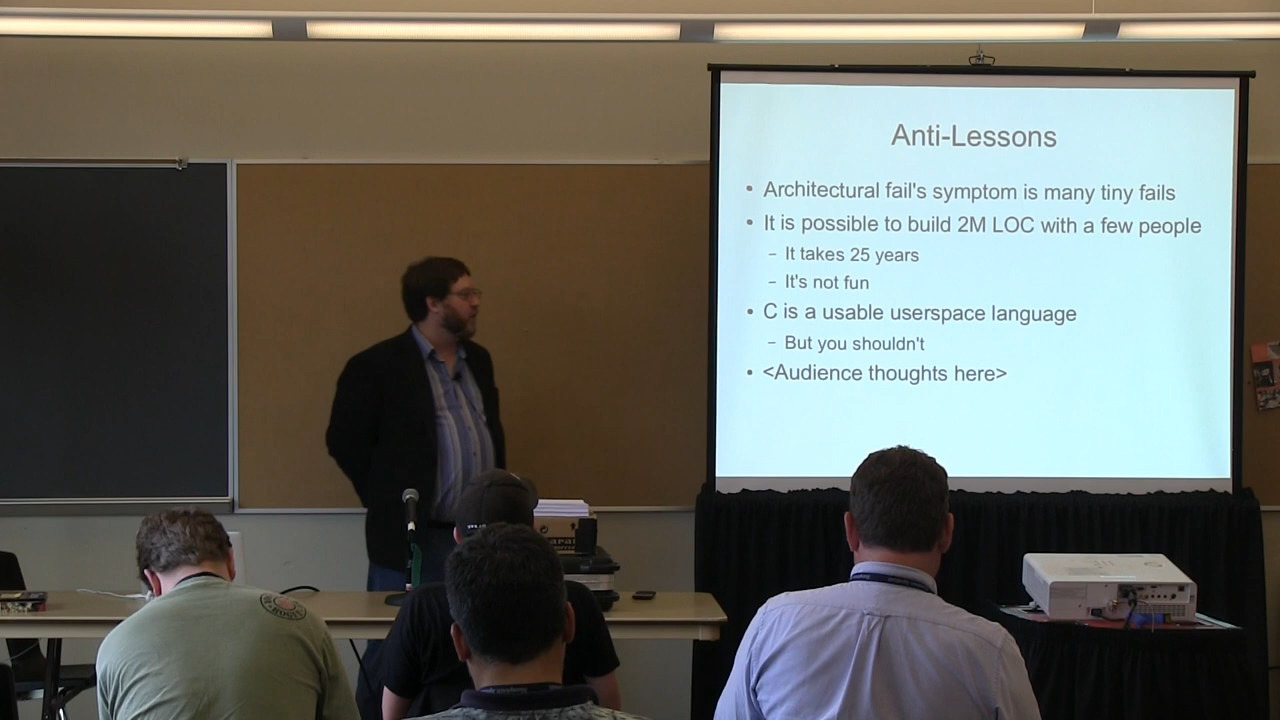 Anti-Lessons
• Architectural fail's symptom is many tiny fails
• It is possible to build 2M LOC with a few people
– It takes 25 years
– It's not fun
• C is a usable userspace language
– But you shouldn't
• <Audience thoughts here>